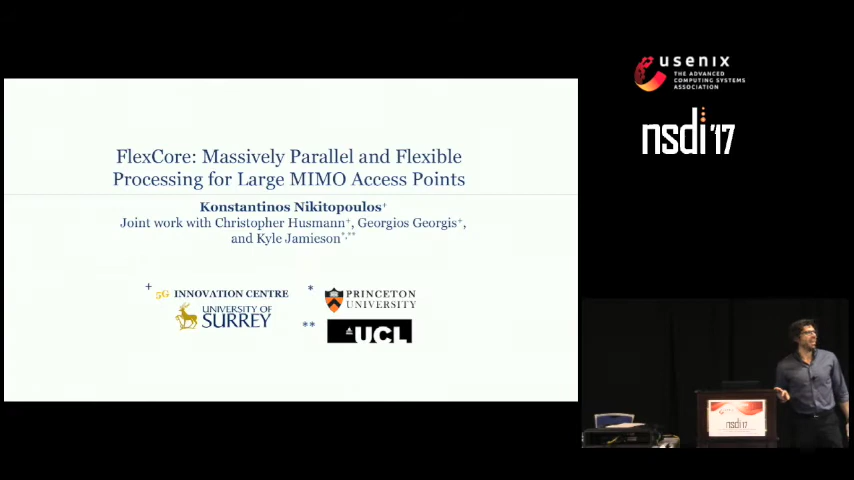 FlexCore: Massively Parallel and Flexible
Processing for Large MIMO Access Points
Konstantinos Nikitopoulos+
Joint work with Christopher Husmann+, Georgios Georgis+,
and Kyle Jamieson*,**
+ 5G INNOVATION CENTRE
UNIVERSITY OF
SURREY
* PRINCETON
UNIVERSITY
** UCL
usenix
THE ADVANCED
COMPUTING SYSTEMS
ASSOCIATION
nsdi '17
nsdi'17